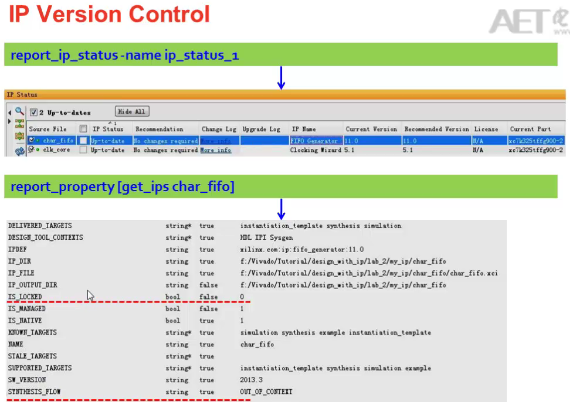 IP Version Control
AET
report_ip_status -name ip_status_1
IP Status
2 Up-to-dates Hide All
Source File IP Status Recommendation Change Log Upgrade Log IP Name Current Version Recommended Version License Current Part
char_fifo Up-to-date No changes required More info FIFO Generator 11.0 11.0 N/A xc7k325tffg900-2
clk_core Up-to-date No changes required More info Clocking Wizard 5.1 5.1 N/A xc7k325tffg900-2
report_property [get_ips char_fifo]
DELIVERED_TARGETS string* true instantiation_template synthesis simulation
DESIGN_TOOL_CONTEXTS string* true HDL IPI Sysgen
IPDEF string true xilinx.com:ip:fifo_generator:11.0
IP_DIR string true f:/Vivado/Tutorial/design_with_ip/lab_2/my_ip/char_fifo
IP_FILE string true f:/Vivado/Tutorial/design_with_ip/lab_2/my_ip/char_fifo/char_fifo.xci
IP_OUTPUT_DIR string false f:/Vivado/Tutorial/design_with_ip/lab_2/my_ip/char_fifo
IS_LOCKED bool false 0
IS_MANAGED bool false 1
IS_NATIVE bool true 1
KNOWN_TARGETS string* true simulation synthesis example instantiation_template
NAME string true char_fifo
STALE_TARGETS string* true
SUPPORTED_TARGETS string* true instantiation_template synthesis simulation example
SW_VERSION string true 2013.3
SYNTHESIS_FLOW string true OUT_OF_CONTEXT